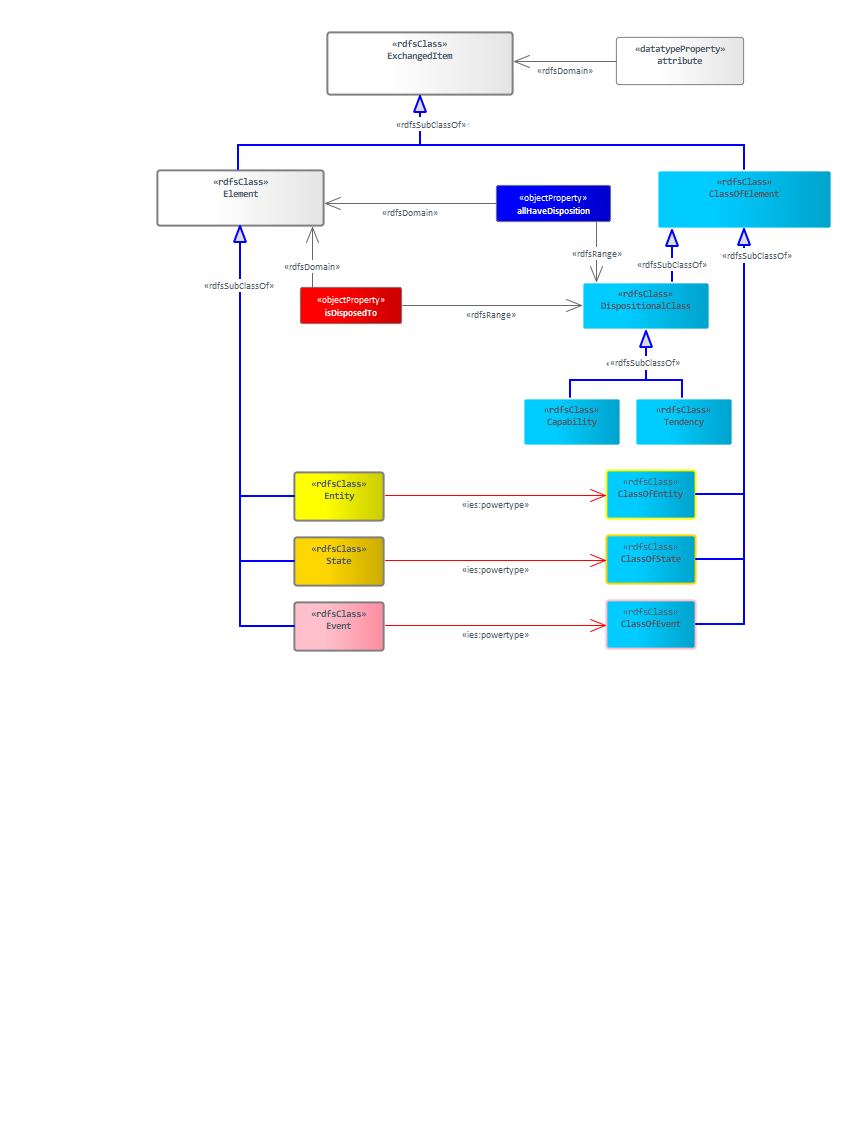 «rdfsClass»
ExchangedItem
«datatypeProperty»
attribute
«rdfsDomain»
«rdfsSubClassOf»
«rdfsClass»
Element
«rdfsClass»
ClassOfElement
«objectProperty»
allHaveDisposition
«rdfsDomain»
«rdfsRange»
«rdfsSubClassOf»
«rdfsSubClassOf»
«rdfsDomain»
«rdfsSubClassOf»
«objectProperty»
isDisposedTo
«rdfsRange»
«rdfsClass»
DispositionalClass
«rdfsSubClassOf»
«rdfsClass»
Capability
«rdfsClass»
Tendency
«rdfsClass»
Entity
«ies:powertype»
«rdfsClass»
ClassOfEntity
«rdfsClass»
State
«ies:powertype»
«rdfsClass»
ClassOfState
«rdfsClass»
Event
«ies:powertype»
«rdfsClass»
ClassOfEvent